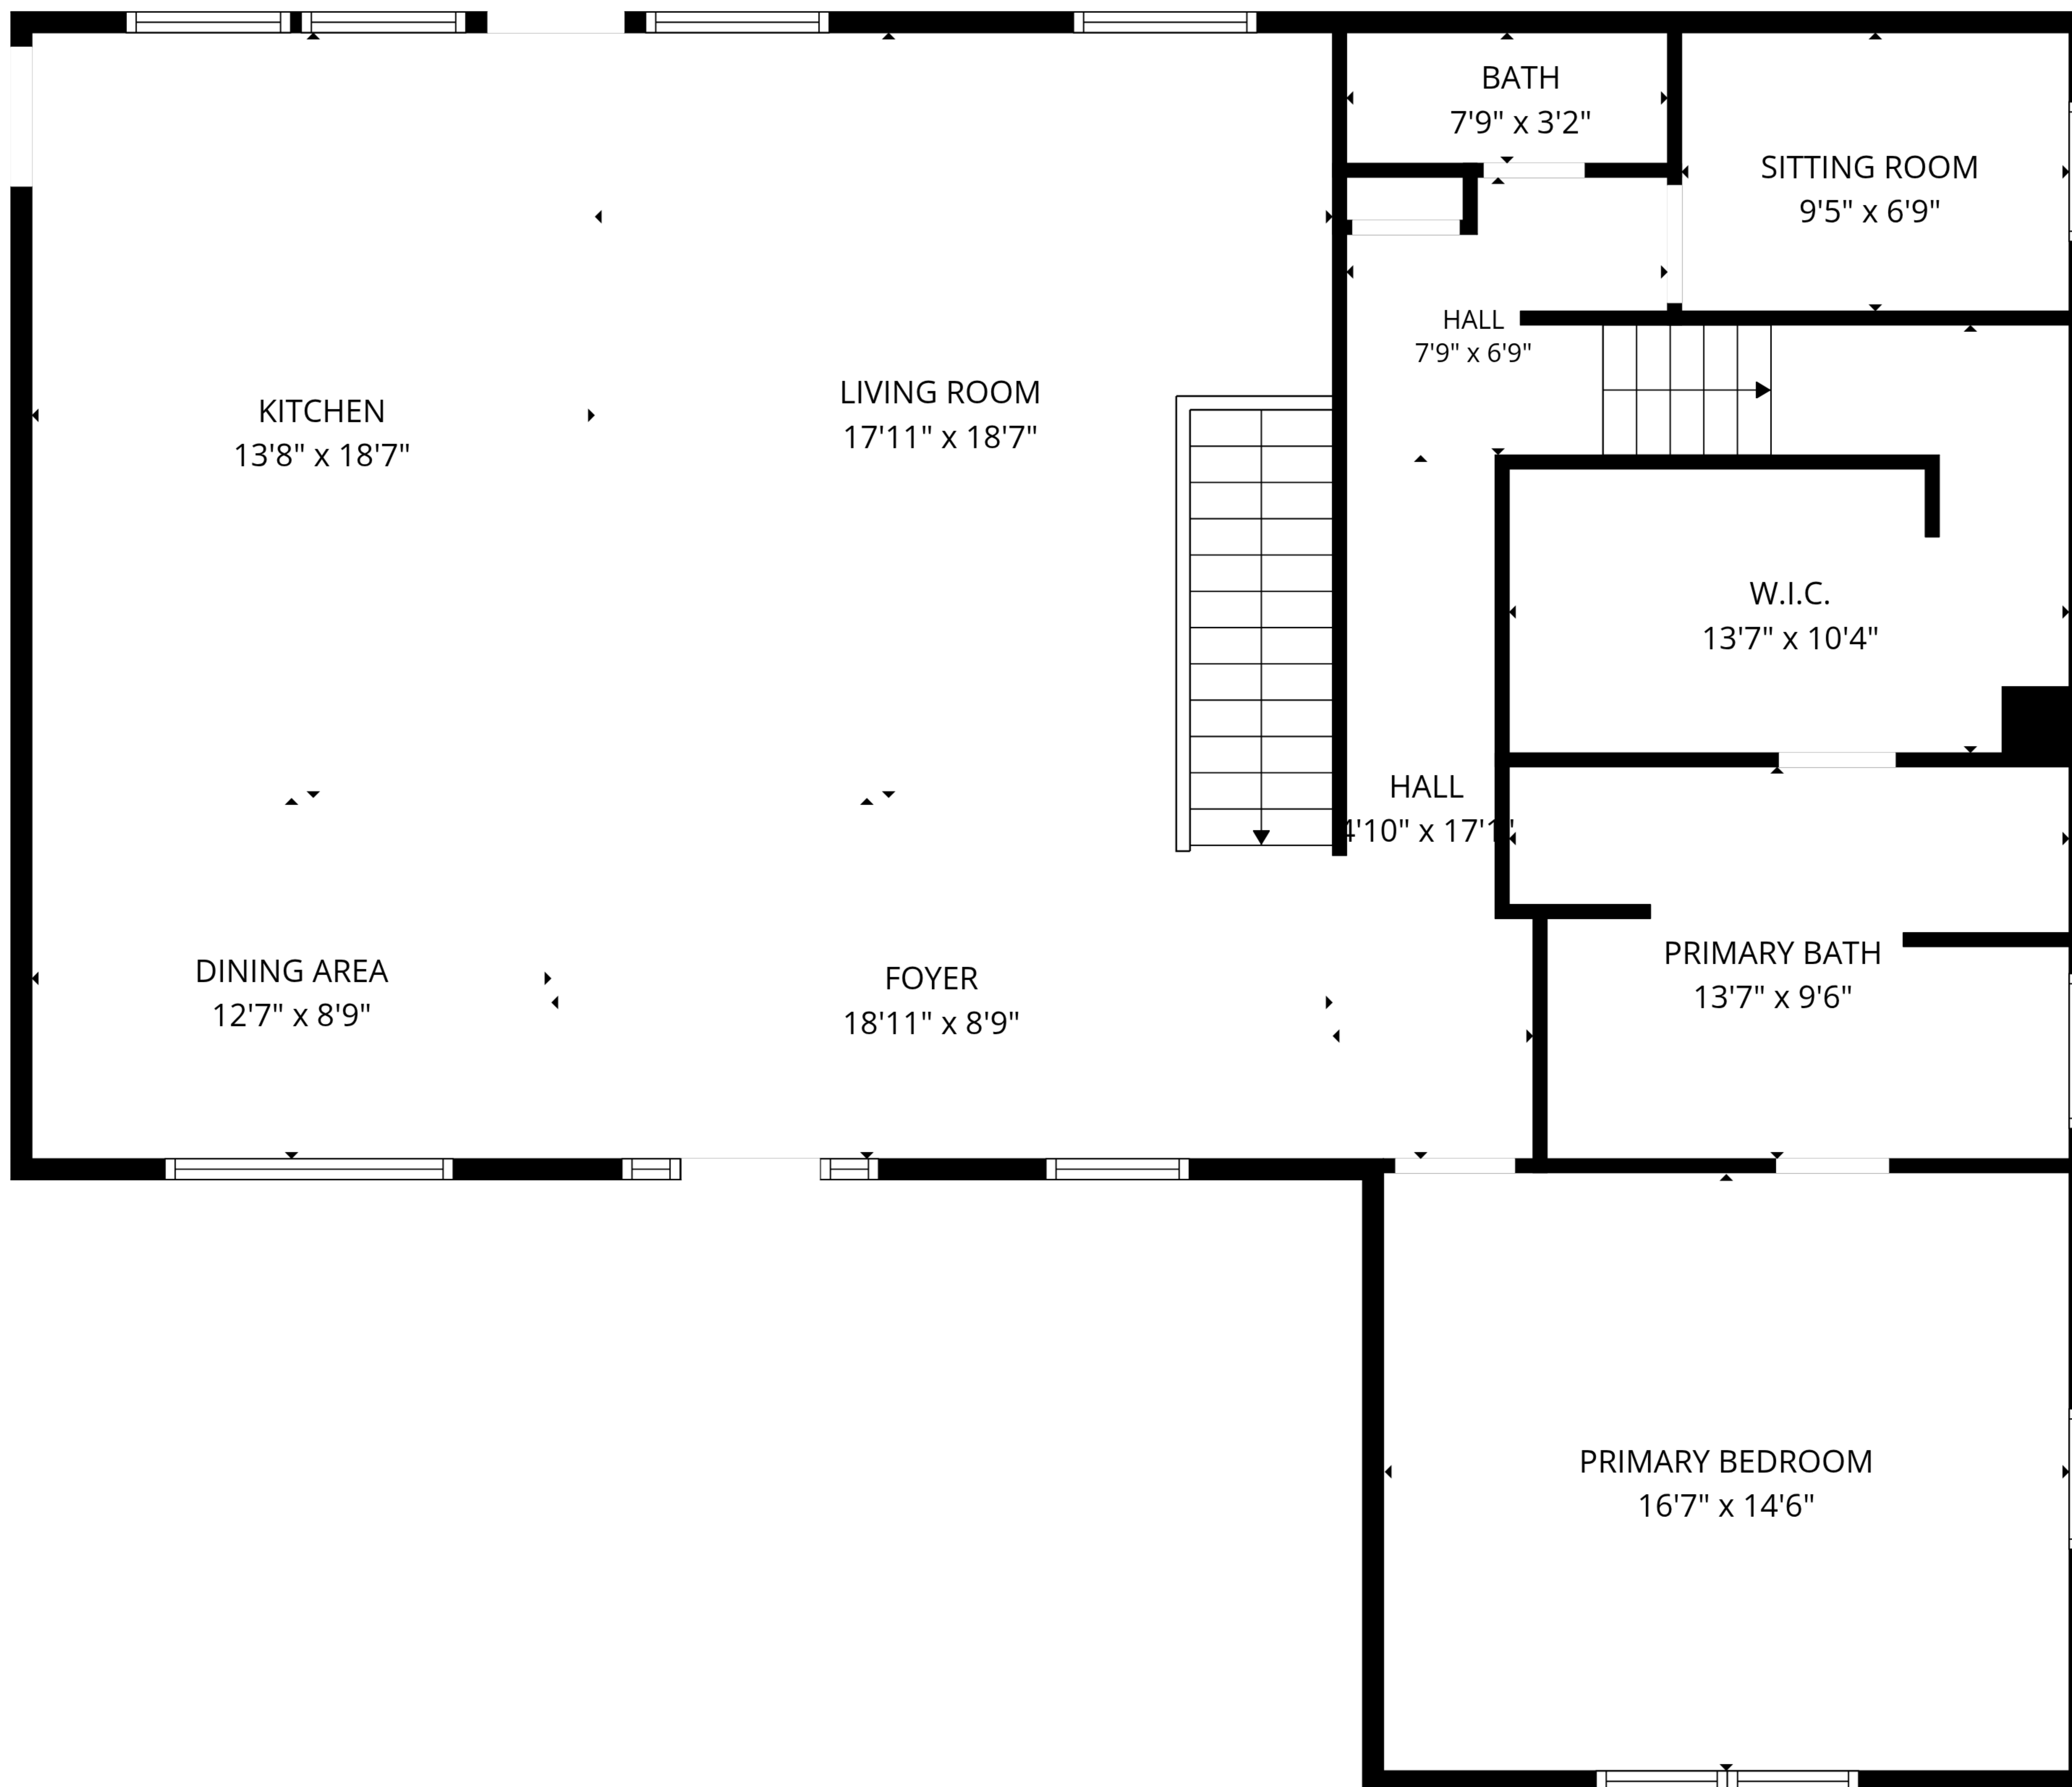 BATH
7'9" x 3'2"
SITTING ROOM
9'5" x 6'9"
HALL
7'9" x 6'9"
KITCHEN
13'8" x 18'7"
LIVING ROOM
17'11" x 18'7"
W.I.C.
13'7" x 10'4"
HALL
4'10" x
PRIMARY BATH
13'7" x 9'6"
DINING AREA
12'7" x 8'9"
FOYER
18'11" x 8'9"
PRIMARY BEDROOM
16'7" x 14'6"